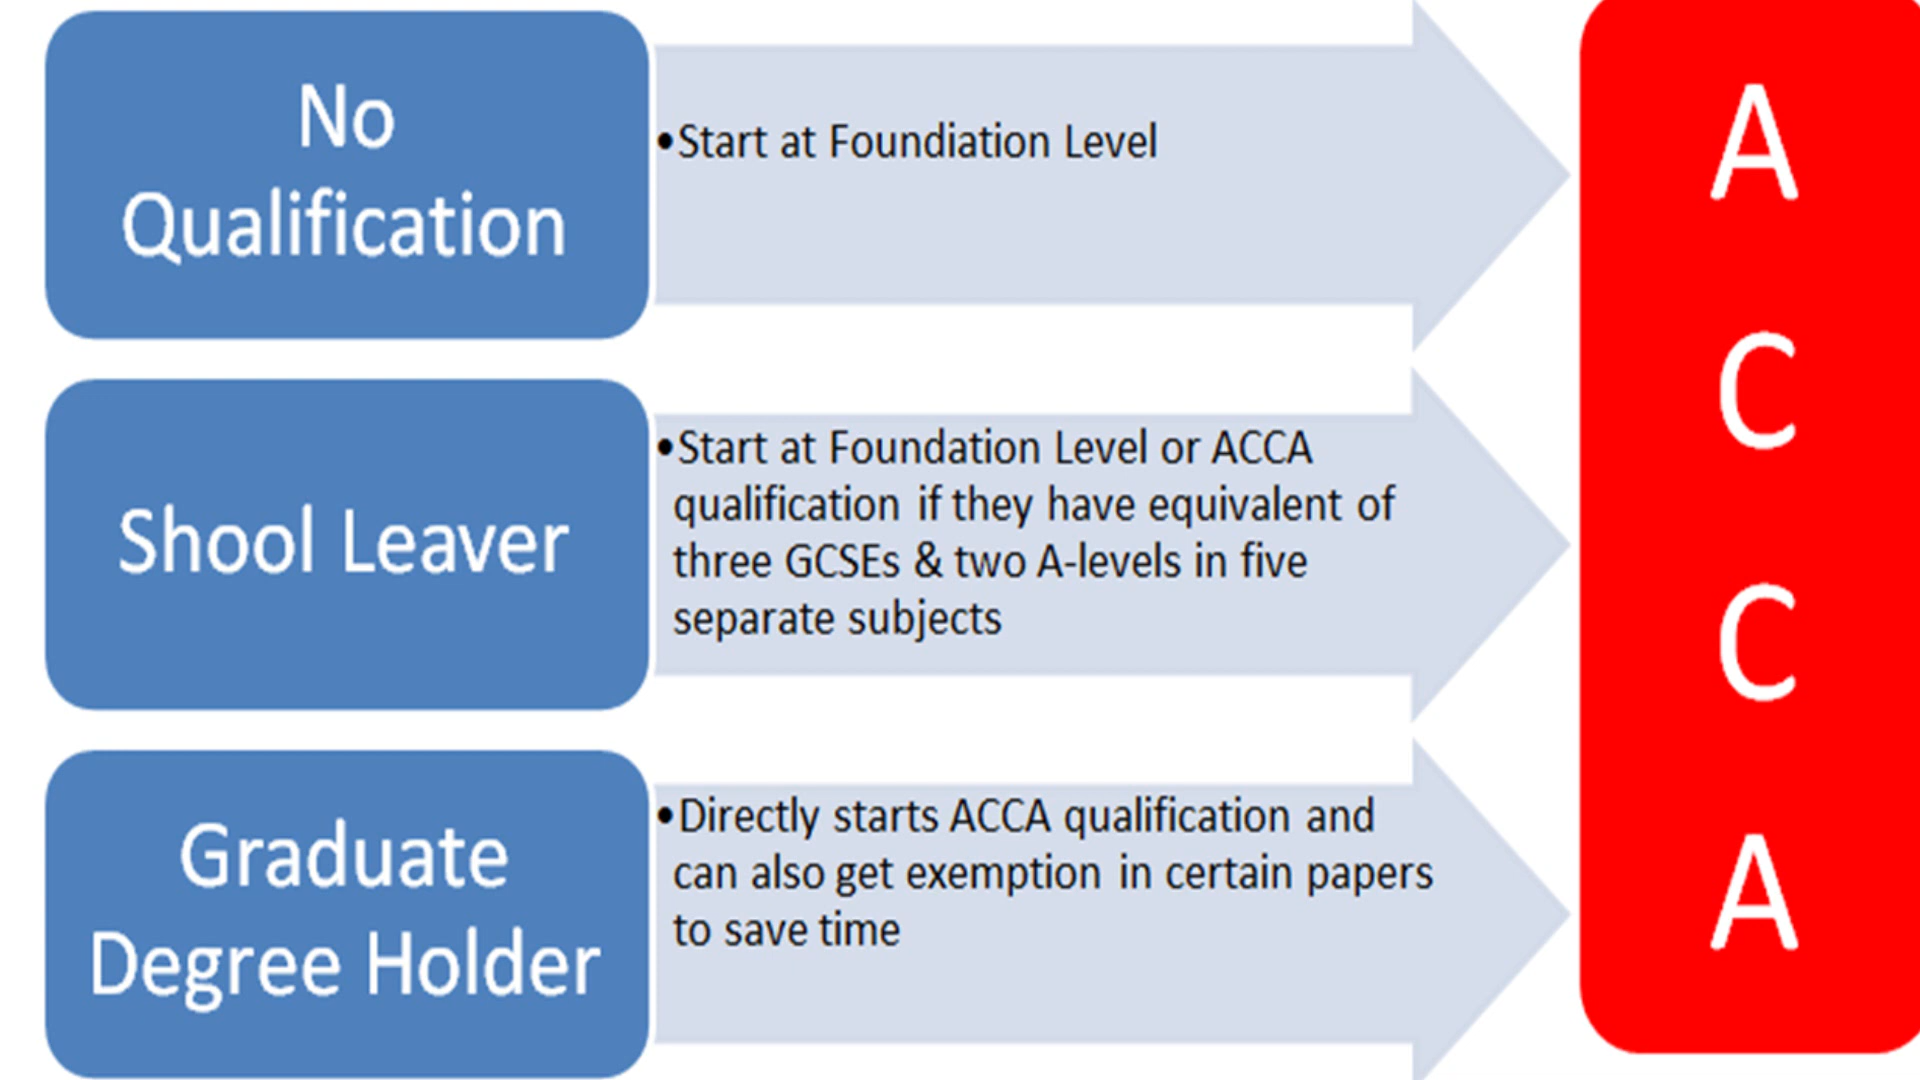 No
Qualification
•Start at Foundiation Level
Shool Leaver
•Start at Foundation Level or ACCA
qualification if they have equivalent of
three GCSEs & two A-levels in five
separate subjects
Graduate
Degree Holder
•Directly starts ACCA qualification and
can also get exemption in certain papers
to save time
A
C
C
A